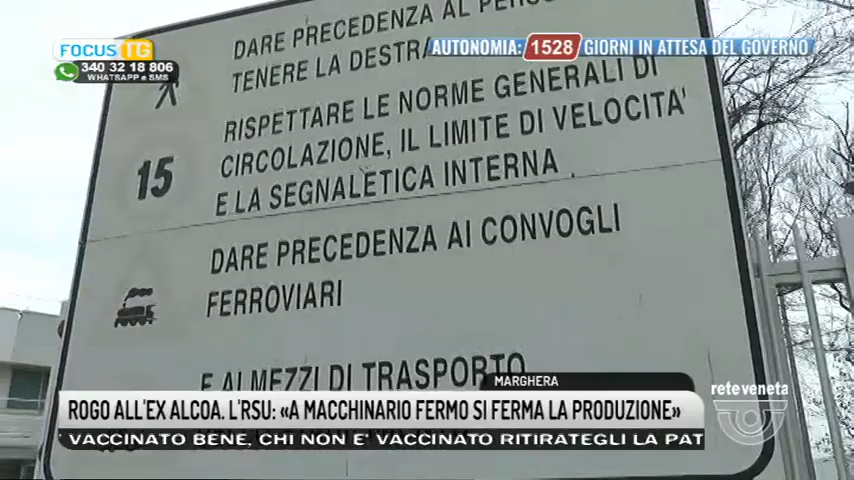 DARE PRECEDENZA AL
FOCUS TG
AUTONOMIA: 1528 GIORNI IN ATTESA DEL GOVERNO
340 32 18 806
WHATSAPP e SMS
TENERE LA
RISPETTARE LE NORME GENERALI DI
15
CIRCOLAZIONE, IL LIMITE DI VELOCITA'
E LA SEGNALETICA INTERNA
DARE PRECEDENZA AI CONVOGLI
FERROVIARI
E AI MEZZI DI TRASPORTO
MARGHERA
ROGO ALL'EX ALCOA. L'RSU: «A MACCHINARIO FERMO SI FERMA LA PRODUZIONE»
reteveneta
VACCINATO BENE, CHI NON E' VACCINATO RITIRATEGLI LA PAT